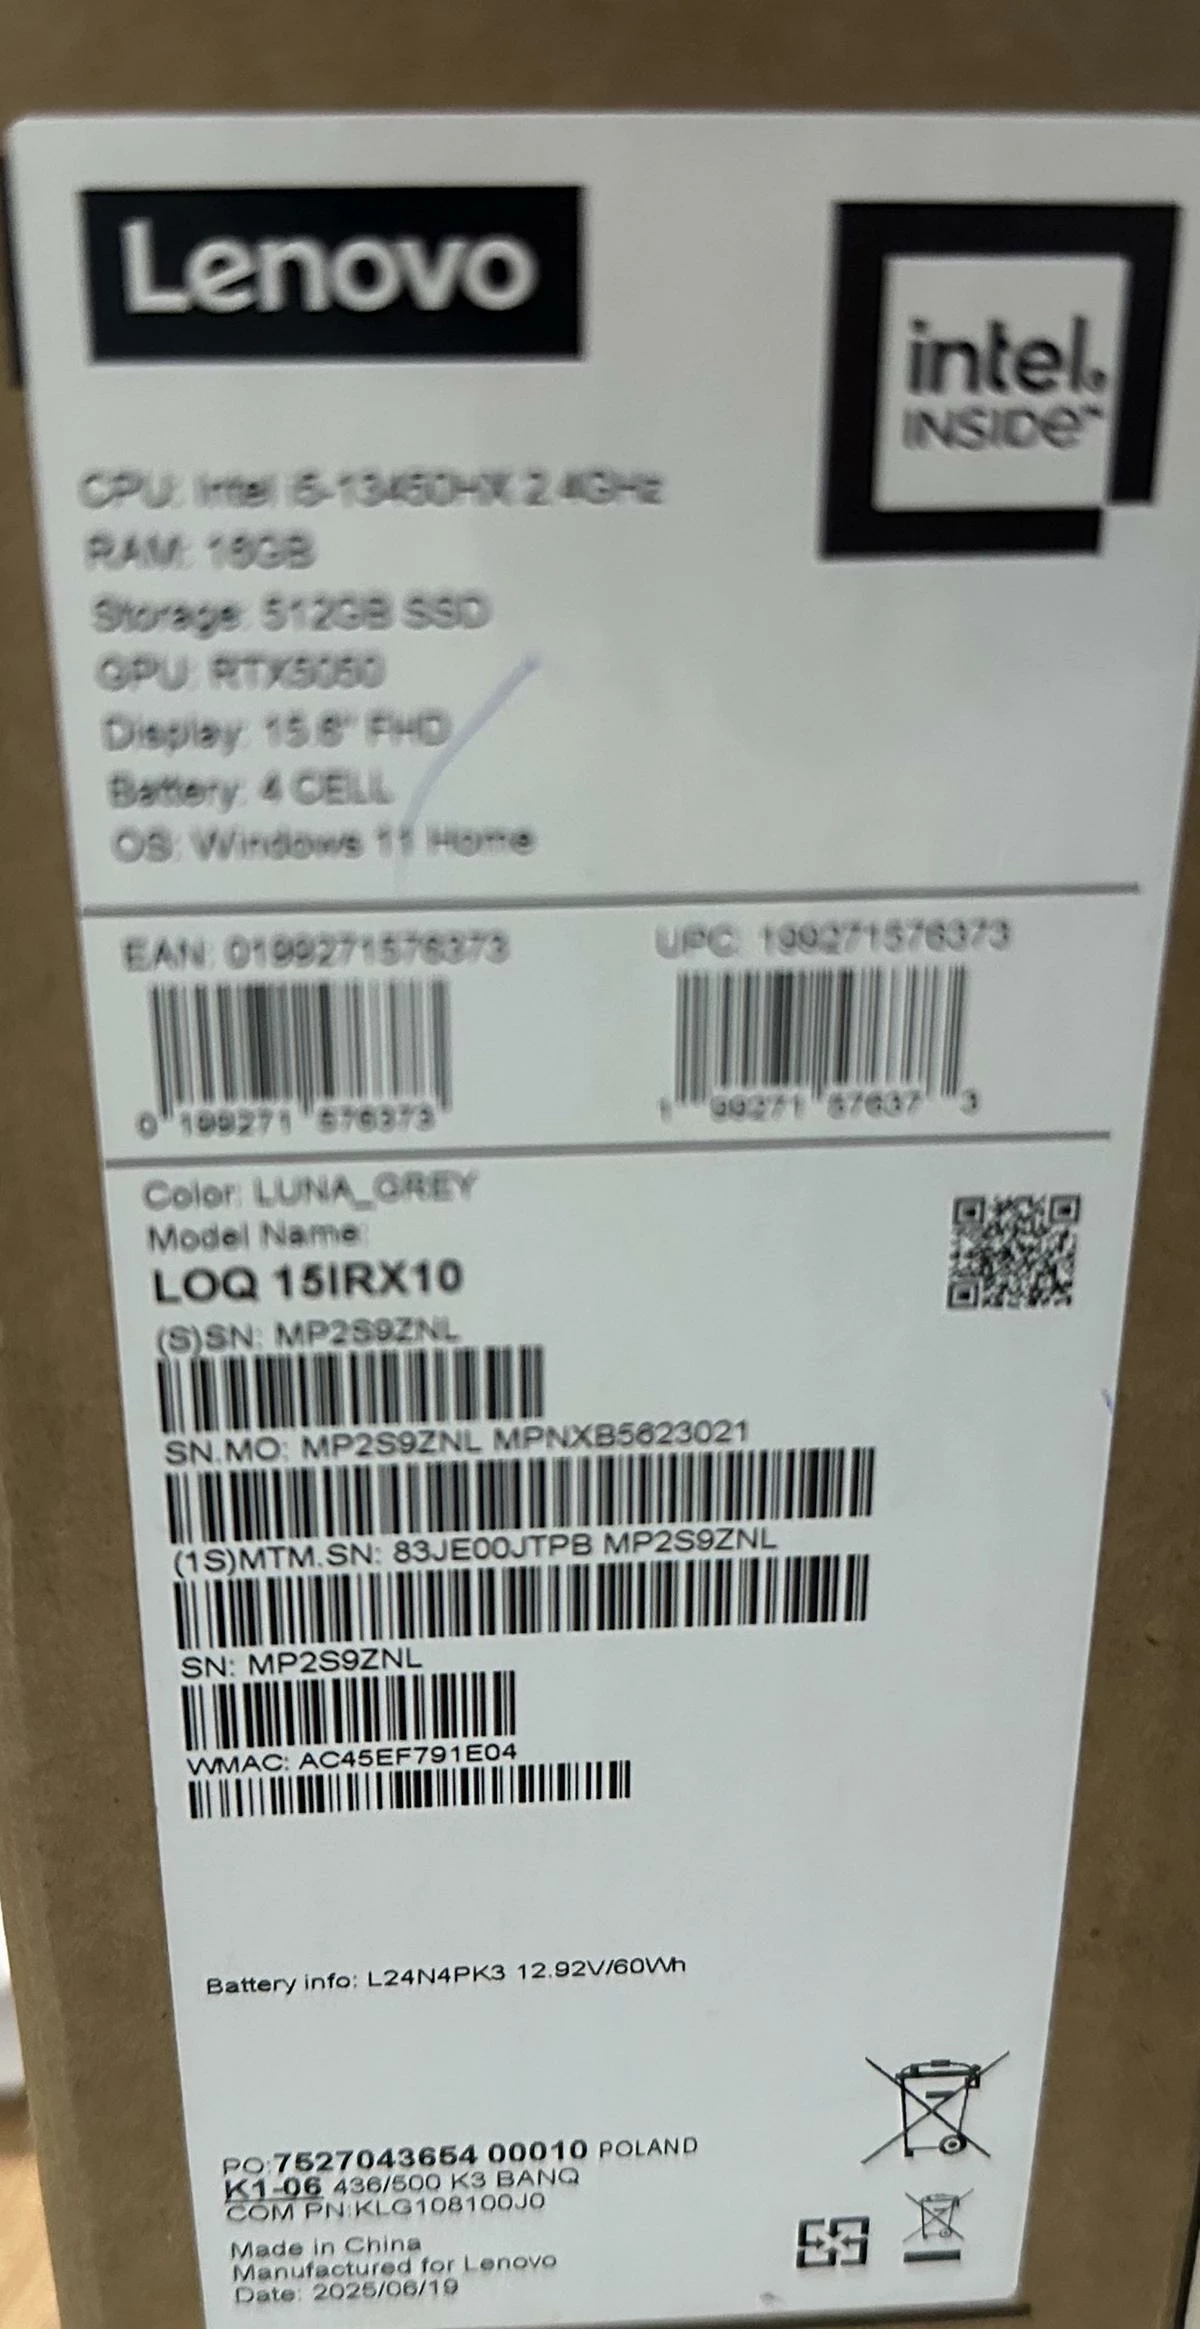 Lenovo
intel.
INSIDE™
CPU: Intel i5-13450HX 2.4GHz
RAM: 16GB
Storage: 512GB SSD
GPU: RTX5050
Display: 15.6" FHD
Battery: 4 CELL
OS: Windows 11 Home
EAN: 0199271576373
UPC: 199271576373
0 199271 576373
1 99271 57637 3
Color: LUNA_GREY
Model Name:
LOQ 15IRX10
(S)SN: MP2S9ZNL
SN.MO: MP2S9ZNL MPNXB5623021
(1S)MTM.SN: 83JE00JTPB MP2S9ZNL
SN: MP2S9ZNL
WMAC: AC45EF791E04
Battery info: L24N4PK3 12.92V/60Wh
PO:7527043654 00010 POLAND
K1-06 436/500 K3 BANQ
COM PN:KLG108100J0
Made in China
Manufactured for Lenovo
Date: 2025/06/19